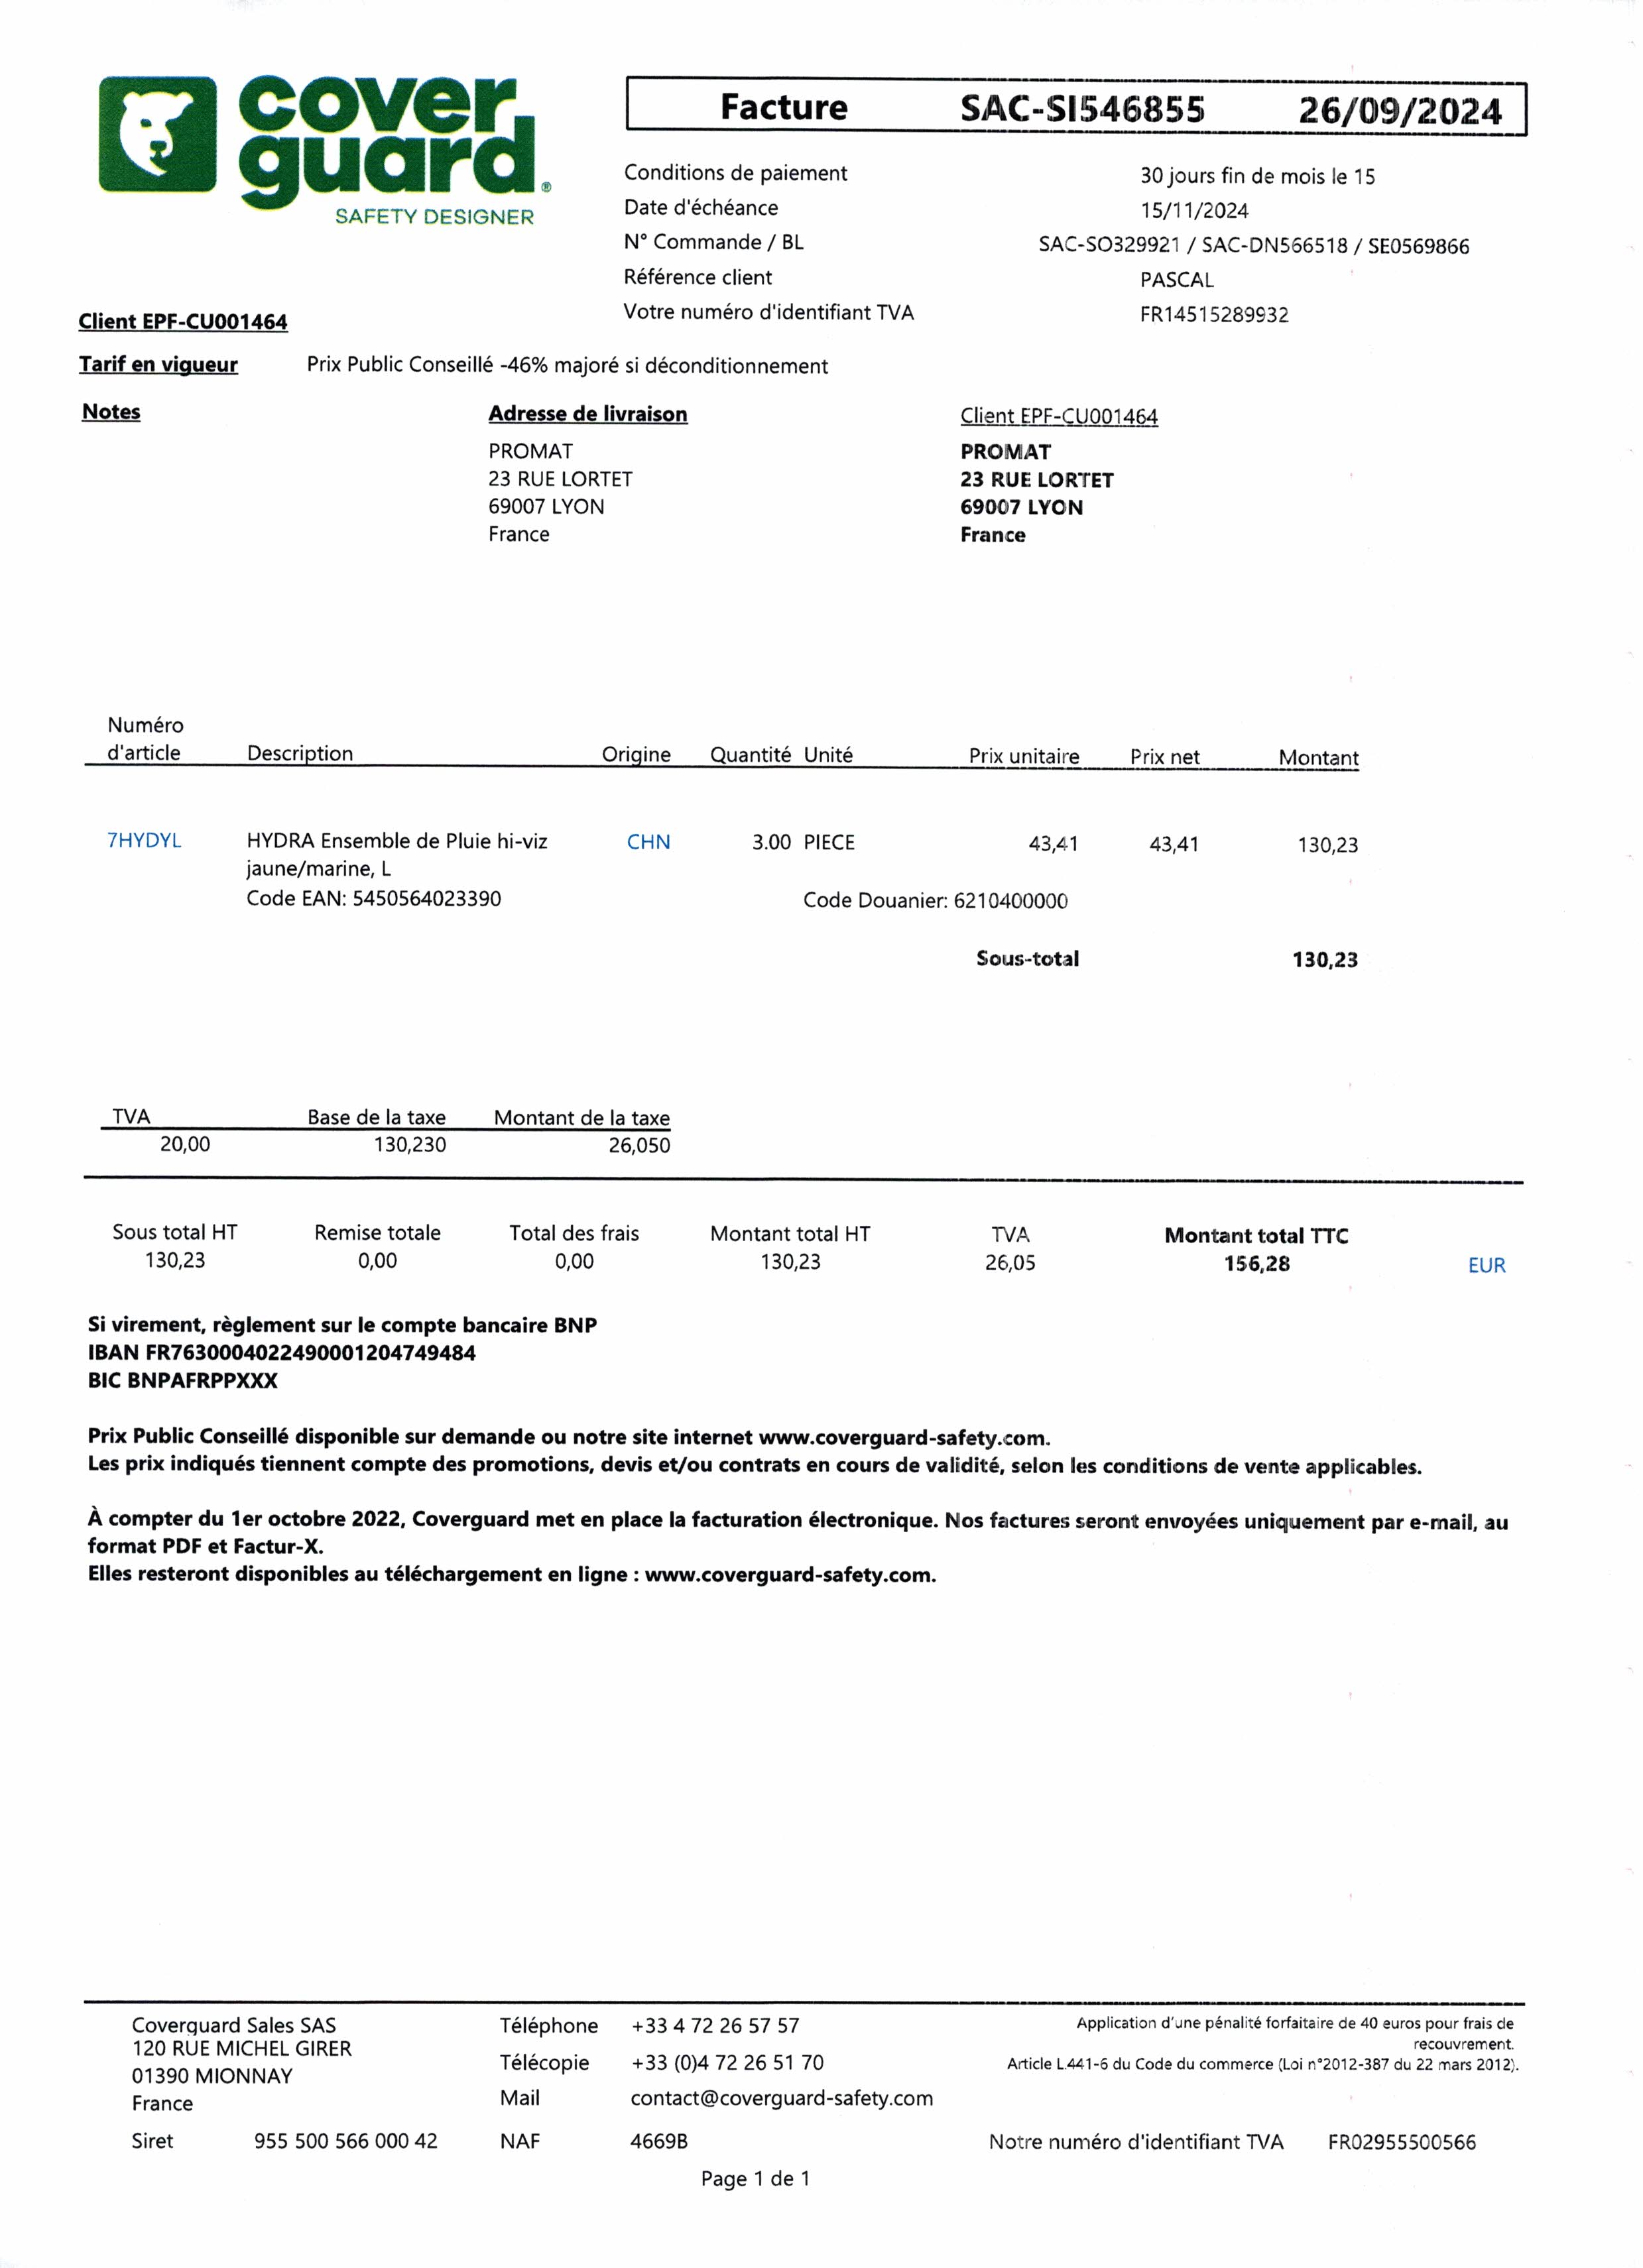 cover
guard®
SAFETY DESIGNER
Facture SAC-SI546855 26/09/2024
Conditions de paiement 30 jours fin de mois le 15
Date d'échéance 15/11/2024
N° Commande / BL SAC-SO329921 / SAC-DN566518 / SE0569866
Référence client PASCAL
Votre numéro d'identifiant TVA FR14515289932
Client EPF-CU001464
Tarif en vigueur Prix Public Conseillé -46% majoré si déconditionnement
Notes
Adresse de livraison
PROMAT
23 RUE LORTET
69007 LYON
France
Client EPF-CU001464
PROMAT
23 RUE LORTET
69007 LYON
France
Numéro
d'article Description Origine Quantité Unité Prix unitaire Prix net Montant
7HYDYL HYDRA Ensemble de Pluie hi-viz CHN 3.00 PIECE 43,41 43,41 130,23
jaune/marine, L
Code EAN: 5450564023390 Code Douanier: 6210400000
Sous-total 130,23
TVA Base de la taxe Montant de la taxe
20,00 130,230 26,050
Sous total HT Remise totale Total des frais Montant total HT TVA Montant total TTC
130,23 0,00 0,00 130,23 26,05 156,28 EUR
Si virement, règlement sur le compte bancaire BNP
IBAN FR7630004022490001204749484
BIC BNPAFRPPXXX
Prix Public Conseillé disponible sur demande ou notre site internet www.coverguard-safety.com.
Les prix indiqués tiennent compte des promotions, devis et/ou contrats en cours de validité, selon les conditions de vente applicables.
À compter du 1er octobre 2022, Coverguard met en place la facturation électronique. Nos factures seront envoyées uniquement par e-mail, au
format PDF et Factur-X.
Elles resteront disponibles au téléchargement en ligne : www.coverguard-safety.com.
Coverguard Sales SAS
120 RUE MICHEL GIRER
01390 MIONNAY
France
Siret 955 500 566 000 42
Téléphone +33 4 72 26 57 57
Télécopie +33 (0)4 72 26 51 70
Mail contact@coverguard-safety.com
NAF 4669B
Application d'une pénalité forfaitaire de 40 euros pour frais de
recouvrement.
Article L.441-6 du Code du commerce (Loi n°2012-387 du 22 mars 2012).
Notre numéro d'identifiant TVA FR02955500566
Page 1 de 1